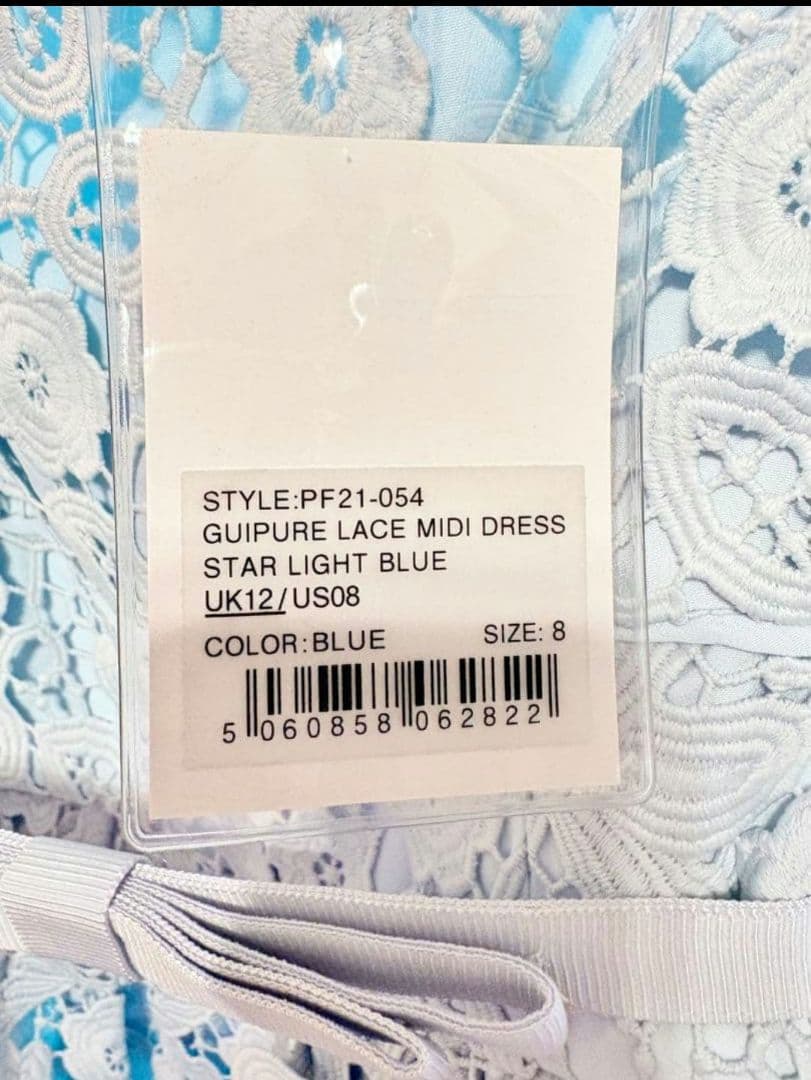 STYLE:PF21-054
GUIPURE LACE MIDI DRESS
STAR LIGHT BLUE
UK12/US08
COLOR:BLUE SIZE: 8
5 060858 062822